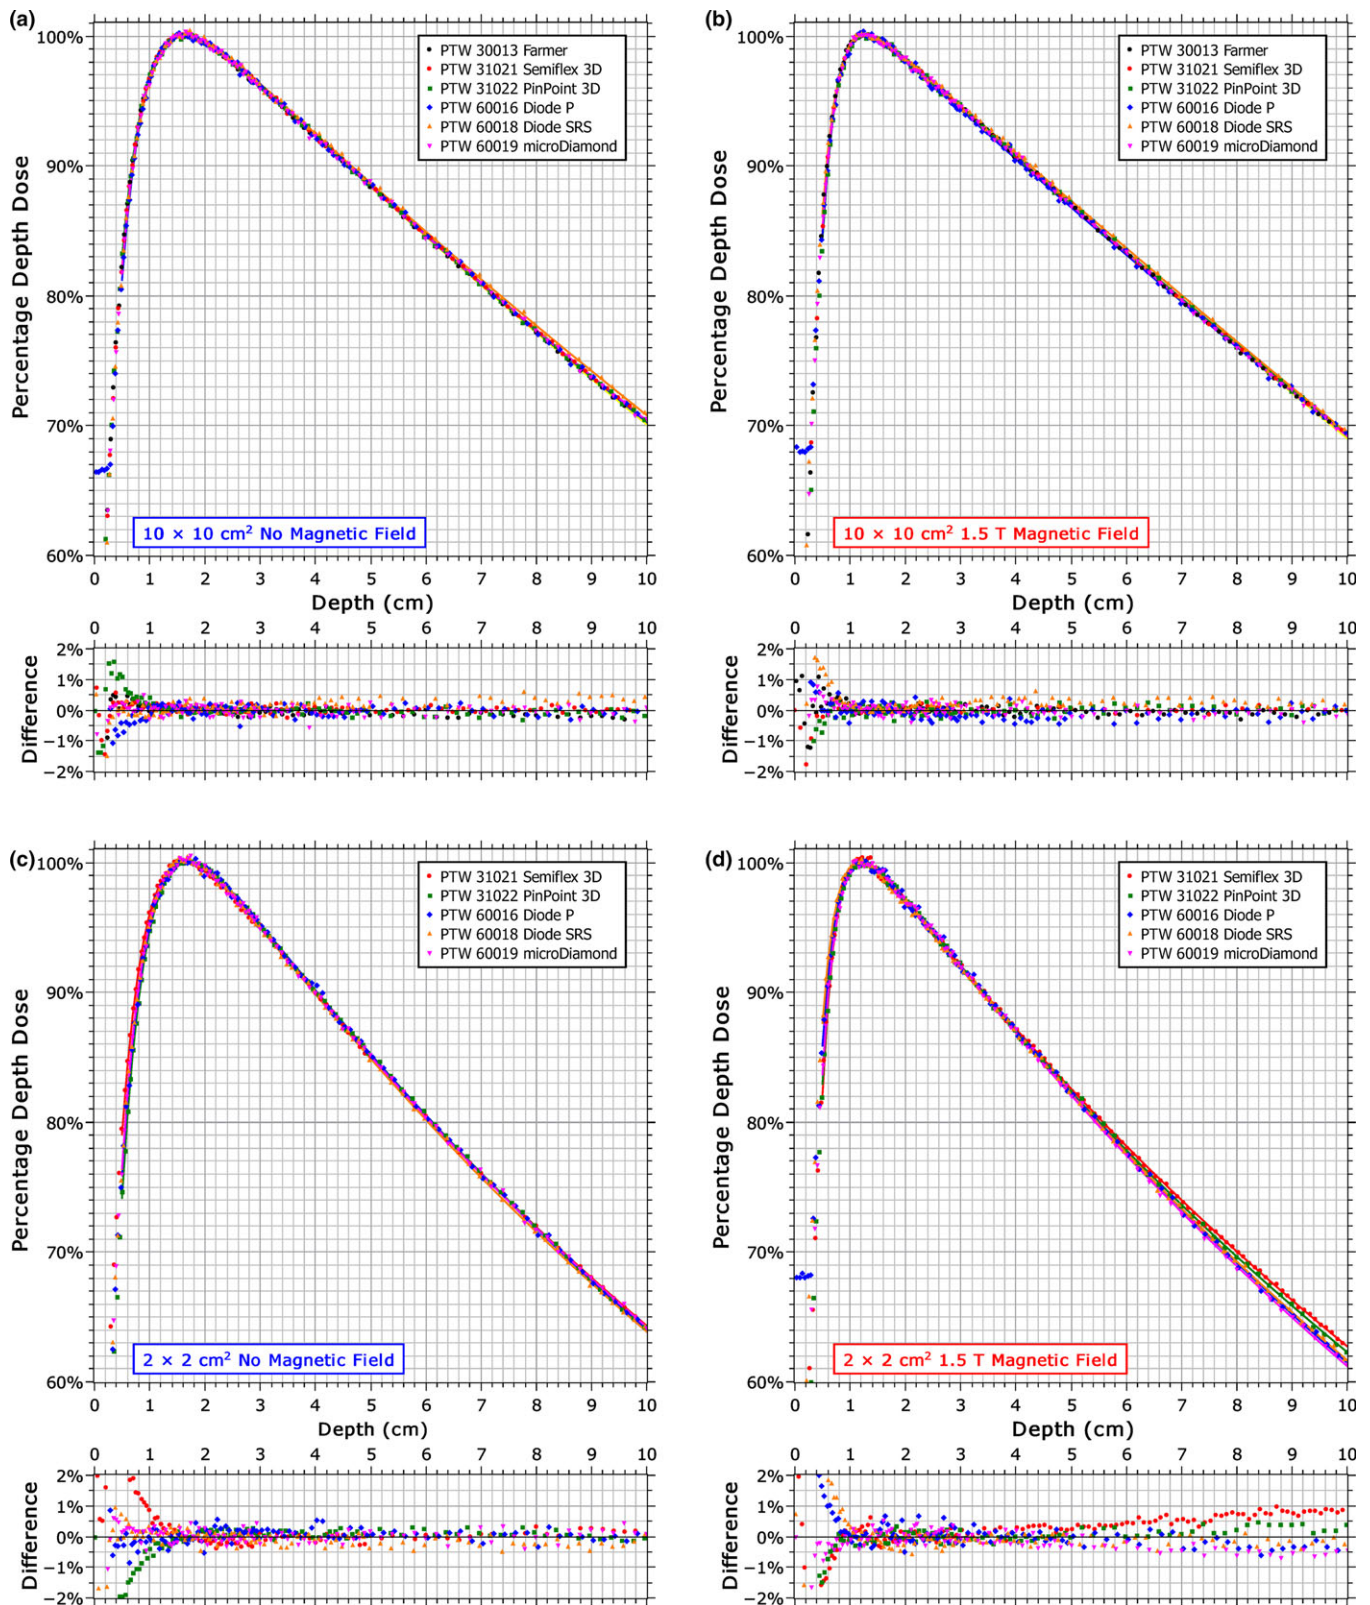 (a)
100%
90%
80%
70%
60%
Percentage Depth Dose
PTW 30013 Farmer
PTW 31021 Semiflex 3D
PTW 31022 PinPoint 3D
PTW 60016 Diode P
PTW 60018 Diode SRS
PTW 60019 microDiamond
10 × 10 cm² No Magnetic Field
0 1 2 3 4 5 6 7 8 9 10
Depth (cm)
0 1 2 3 4 5 6 7 8 9 10
2%
1%
0%
−1%
−2%
Difference
(b)
100%
90%
80%
70%
60%
Percentage Depth Dose
PTW 30013 Farmer
PTW 31021 Semiflex 3D
PTW 31022 PinPoint 3D
PTW 60016 Diode P
PTW 60018 Diode SRS
PTW 60019 microDiamond
10 × 10 cm² 1.5 T Magnetic Field
0 1 2 3 4 5 6 7 8 9 10
Depth (cm)
0 1 2 3 4 5 6 7 8 9 10
2%
1%
0%
−1%
−2%
Difference
(c)
100%
90%
80%
70%
60%
Percentage Depth Dose
PTW 31021 Semiflex 3D
PTW 31022 PinPoint 3D
PTW 60016 Diode P
PTW 60018 Diode SRS
PTW 60019 microDiamond
2 × 2 cm² No Magnetic Field
0 1 2 3 4 5 6 7 8 9 10
Depth (cm)
0 1 2 3 4 5 6 7 8 9 10
2%
1%
0%
−1%
−2%
Difference
(d)
100%
90%
80%
70%
60%
Percentage Depth Dose
PTW 31021 Semiflex 3D
PTW 31022 PinPoint 3D
PTW 60016 Diode P
PTW 60018 Diode SRS
PTW 60019 microDiamond
2 × 2 cm² 1.5 T Magnetic Field
0 1 2 3 4 5 6 7 8 9 10
Depth (cm)
0 1 2 3 4 5 6 7 8 9 10
2%
1%
0%
−1%
−2%
Difference